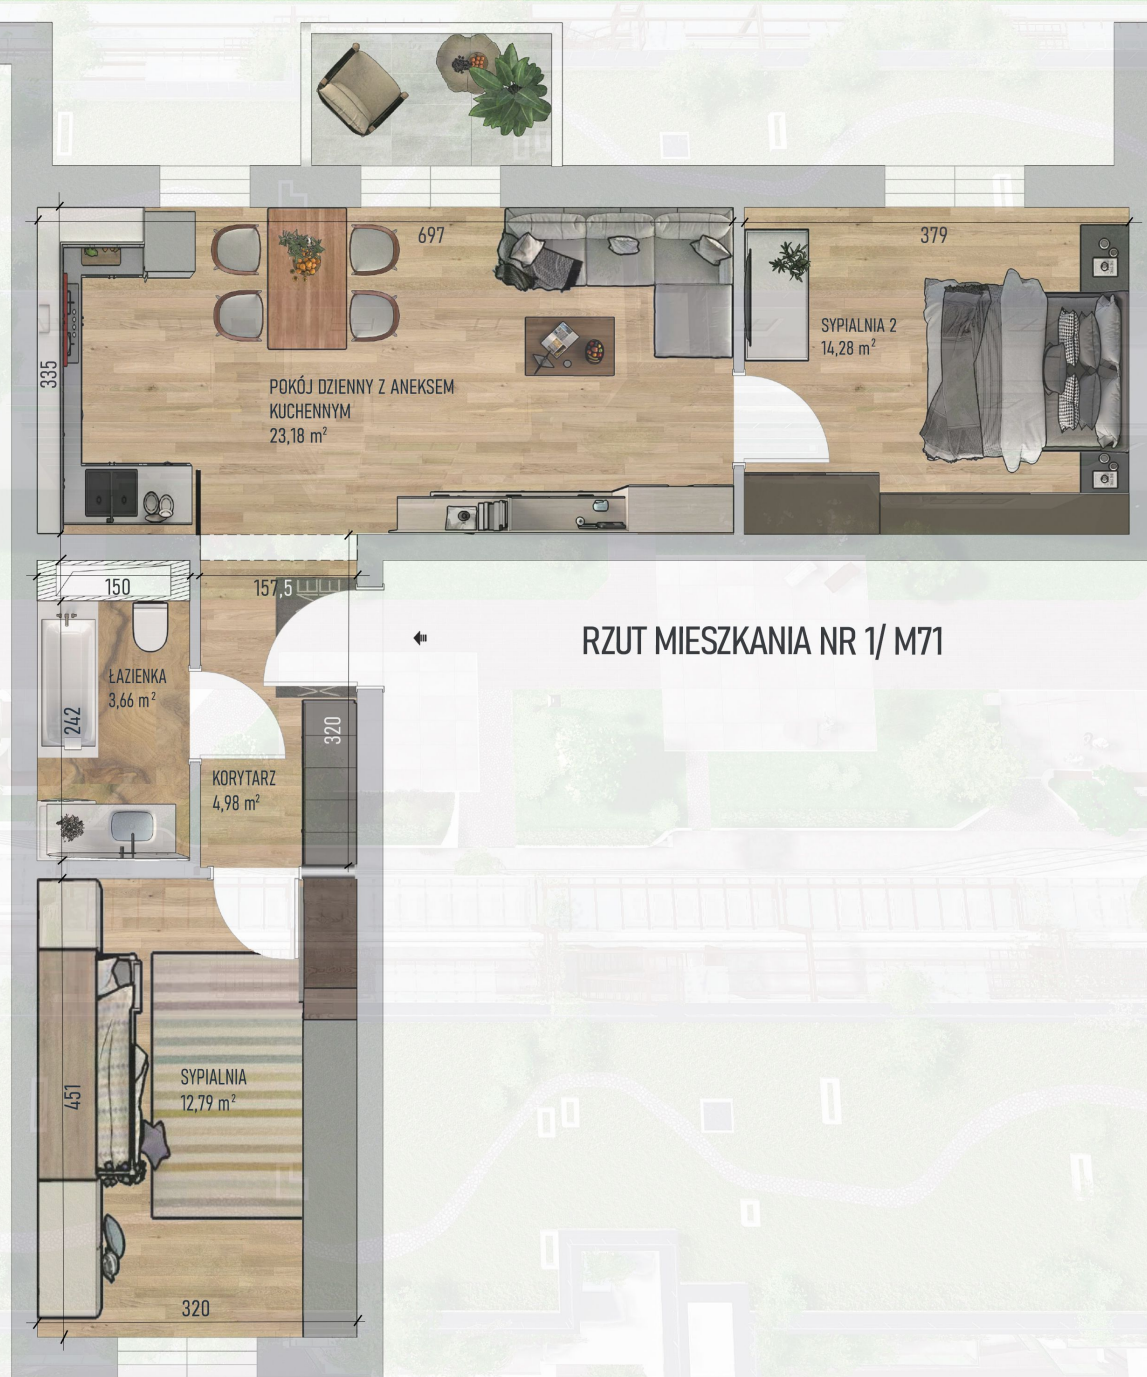 697
379
335
SYPIALNIA 2
14,28 m²
POKÓJ DZIENNY Z ANEKSEM
KUCHENNYM
23,18 m²
150
157,5
RZUT MIESZKANIA NR 1/ M71
ŁAZIENKA
3,66 m²
242
320
KORYTARZ
4,98 m²
SYPIALNIA
12,79 m²
451
320